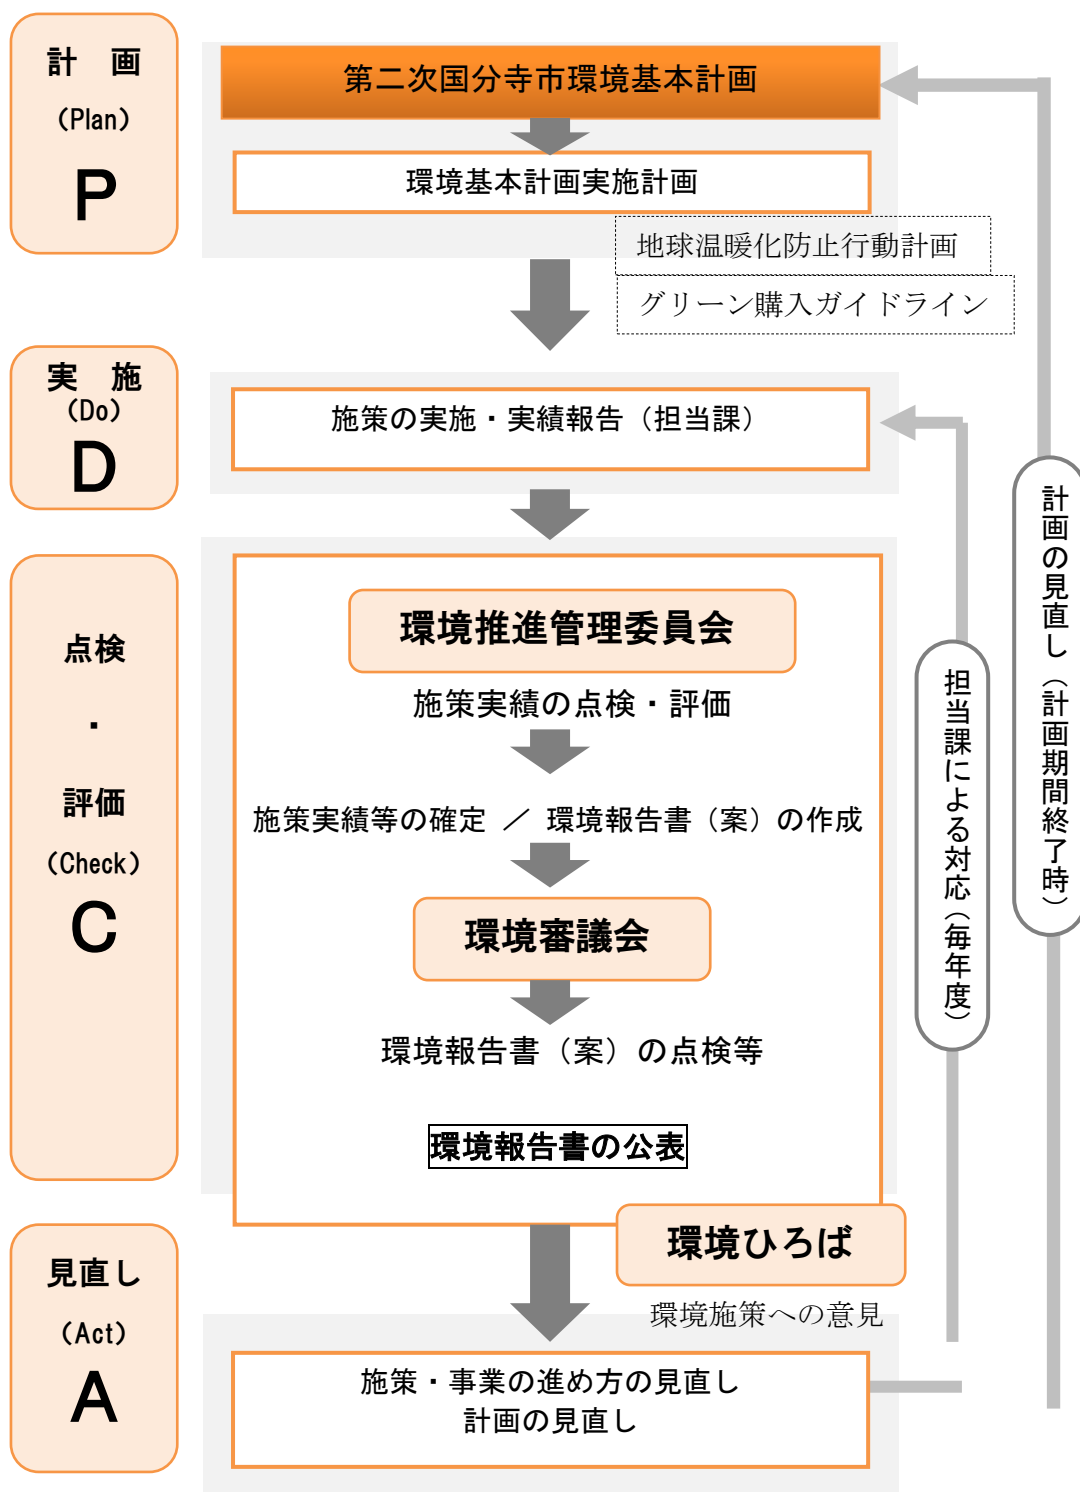 計　画
（Plan）
P
第二次国分寺市環境基本計画
環境基本計画実施計画
地球温暖化防止行動計画
グリーン購入ガイドライン
実　施
（Do）
D
施策の実施・実績報告（担当課）
点検
・
評価
（Check）
C
環境推進管理委員会
施策実績の点検・評価
施策実績等の確定 ／ 環境報告書（案）の作成
環境審議会
環境報告書（案）の点検等
環境報告書の公表
環境ひろば
環境施策への意見
見直し
（Act）
A
施策・事業の進め方の見直し
計画の見直し
担当課による対応（毎年度）
計画の見直し（計画期間終了時）